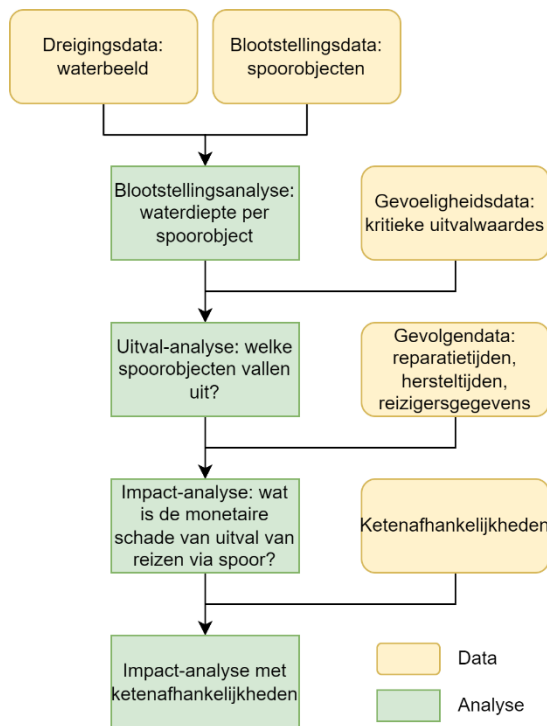 Dreigingsdata:
waterbeeld
Blootstellingsdata:
spoorobjecten
Blootstellingsanalyse:
waterdiepte per
spoorobject
Gevoeligheidsdata:
kritieke uitvalwaardes
Uitval-analyse: welke
spoorobjecten vallen
uit?
Gevolgendata:
reparatietijden,
hersteltijden,
reizigersgegevens
Impact-analyse: wat
is de monetaire
schade van uitval van
reizen via spoor?
Ketenafhankelijkheden
Impact-analyse met
ketenafhankelijkheden
Data
Analyse